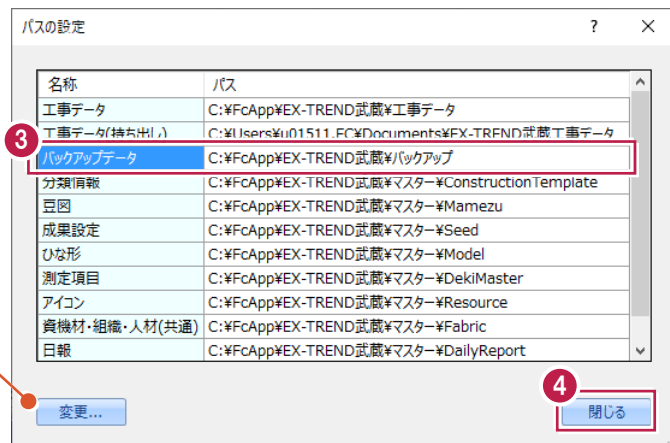 パスの設定 ? ×
名称 パス
工事データ C:¥FcApp¥EX-TREND武蔵¥工事データ
工事データ(持ち出し) C:¥Users¥u01511.FC¥Documents¥EX-TREND武蔵工事データ
3
バックアップデータ C:¥FcApp¥EX-TREND武蔵¥バックアップ
分類情報 C:¥FcApp¥EX-TREND武蔵¥マスター¥ConstructionTemplate
豆図 C:¥FcApp¥EX-TREND武蔵¥マスター¥Mamezu
成果設定 C:¥FcApp¥EX-TREND武蔵¥マスター¥Seed
ひな形 C:¥FcApp¥EX-TREND武蔵¥マスター¥Model
測定項目 C:¥FcApp¥EX-TREND武蔵¥マスター¥DekiMaster
アイコン C:¥FcApp¥EX-TREND武蔵¥マスター¥Resource
資機材・組織・人材(共通) C:¥FcApp¥EX-TREND武蔵¥マスター¥Fabric
日報 C:¥FcApp¥EX-TREND武蔵¥マスター¥DailyReport
4
変更... 閉じる